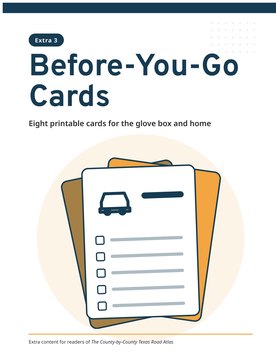 Extra 3
Before-You-Go
Cards
Eight printable cards for the glove box and home
Extra content for readers of The County-by-County Texas Road Atlas